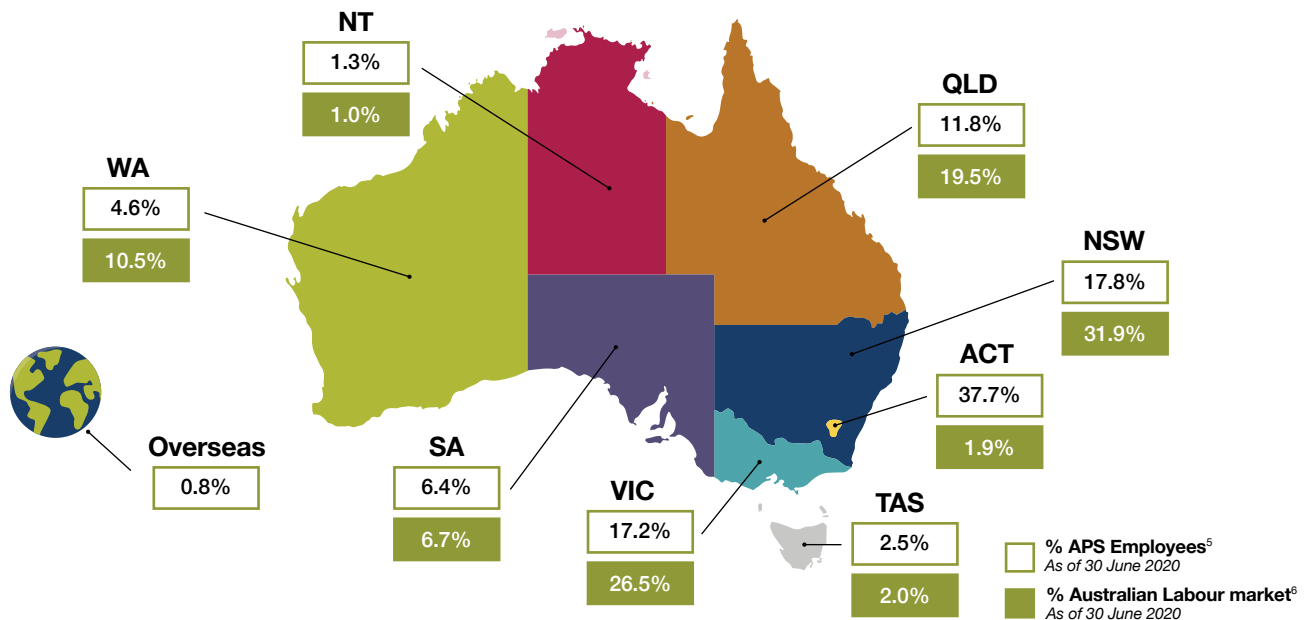 NT
1.3%
1.0%
QLD
11.8%
19.5%
WA
4.6%
10.5%
NSW
17.8%
31.9%
ACT
37.7%
1.9%
Overseas
0.8%
SA
6.4%
6.7%
VIC
17.2%
26.5%
TAS
2.5%
2.0%
% APS Employees⁵
As of 30 June 2020
% Australian Labour market⁶
As of 30 June 2020